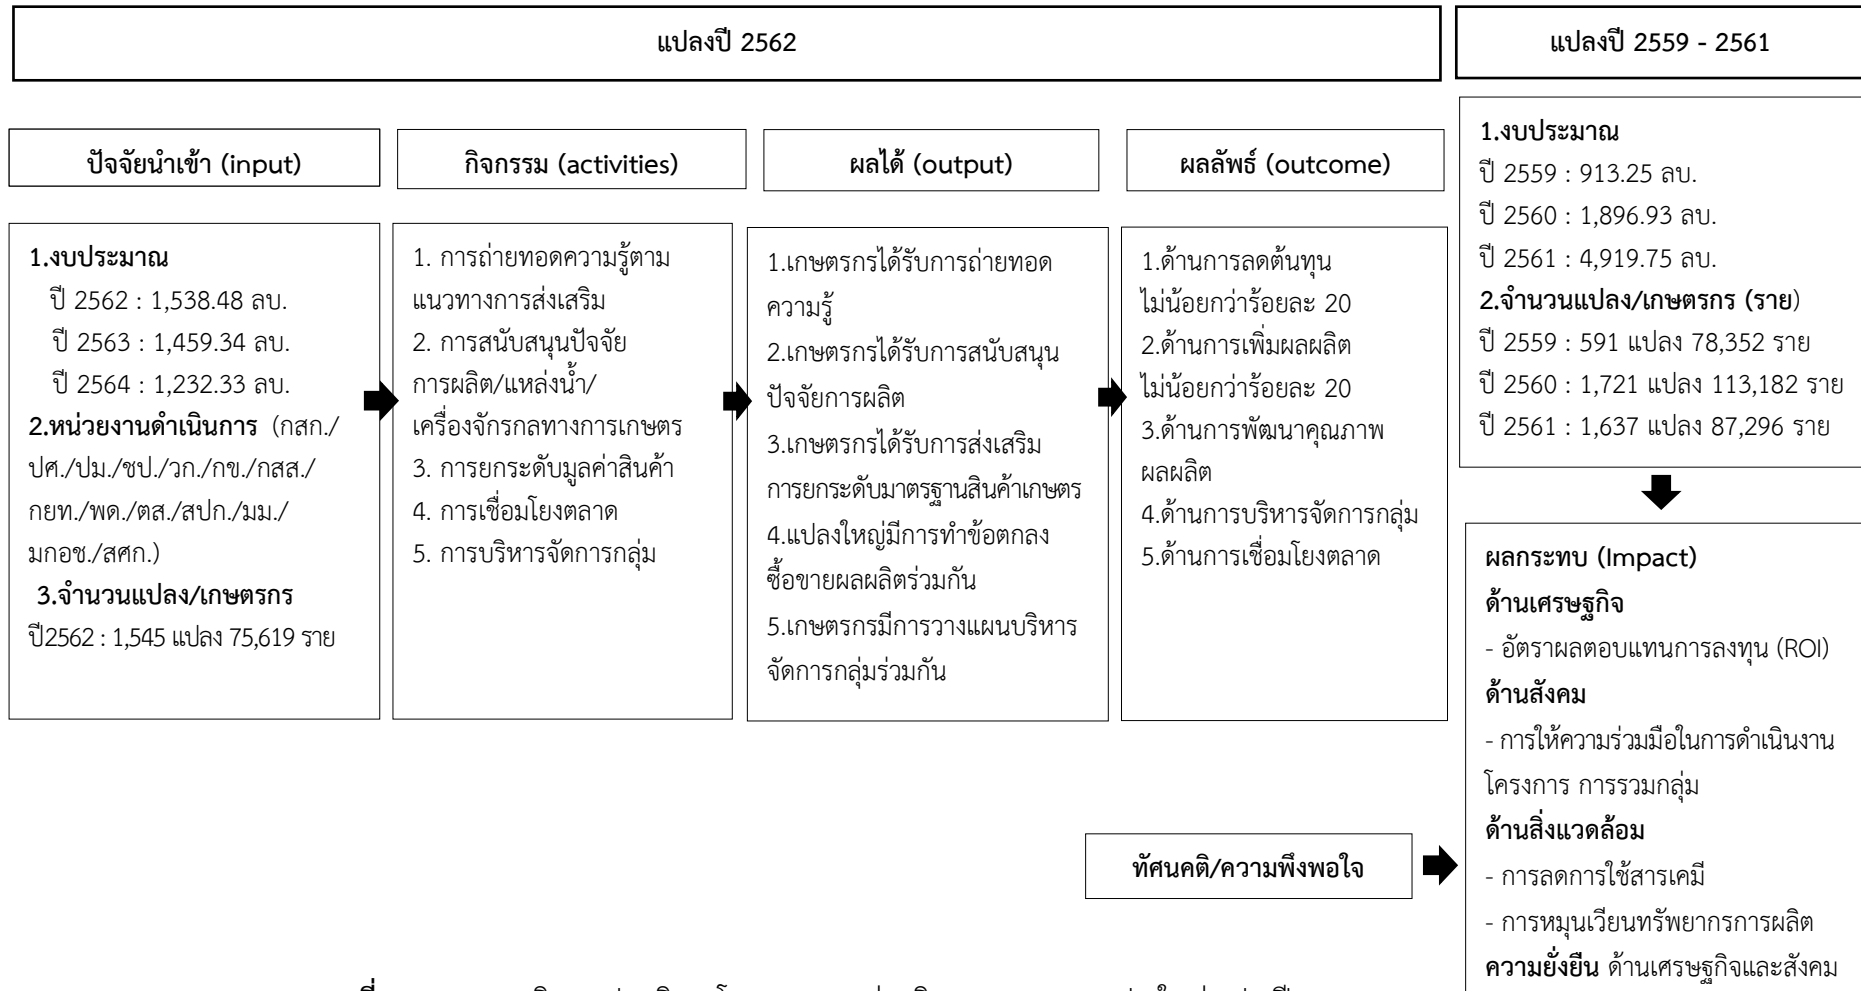 แปลงปี 2562
แปลงปี 2559 - 2561
ปัจจัยนำเข้า (input)
กิจกรรม (activities)
ผลได้ (output)
ผลลัพธ์ (outcome)
1.งบประมาณ
ปี 2562 : 1,538.48 ลบ.
ปี 2563 : 1,459.34 ลบ.
ปี 2564 : 1,232.33 ลบ.
2.หน่วยงานดำเนินการ (กสก./
ปศ./ปม./ชป./วก./กข./กสส./
กยท./พด./ตส./สปก./มม./
มกอช./สศก.)
3.จำนวนแปลง/เกษตรกร
ปี2562 : 1,545 แปลง 75,619 ราย
1. การถ่ายทอดความรู้ตาม
แนวทางการส่งเสริม
2. การสนับสนุนปัจจัย
การผลิต/แหล่งน้ำ/
เครื่องจักรกลทางการเกษตร
3. การยกระดับมูลค่าสินค้า
4. การเชื่อมโยงตลาด
5. การบริหารจัดการกลุ่ม
1.เกษตรกรได้รับการถ่ายทอด
ความรู้
2.เกษตรกรได้รับการสนับสนุน
ปัจจัยการผลิต
3.เกษตรกรได้รับการส่งเสริม
การยกระดับมาตรฐานสินค้าเกษตร
4.แปลงใหญ่มีการทำข้อตกลง
ซื้อขายผลผลิตร่วมกัน
5.เกษตรกรมีการวางแผนบริหาร
จัดการกลุ่มร่วมกัน
1.ด้านการลดต้นทุน
ไม่น้อยกว่าร้อยละ 20
2.ด้านการเพิ่มผลผลิต
ไม่น้อยกว่าร้อยละ 20
3.ด้านการพัฒนาคุณภาพ
ผลผลิต
4.ด้านการบริหารจัดการกลุ่ม
5.ด้านการเชื่อมโยงตลาด
1.งบประมาณ
ปี 2559 : 913.25 ลบ.
ปี 2560 : 1,896.93 ลบ.
ปี 2561 : 4,919.75 ลบ.
2.จำนวนแปลง/เกษตรกร (ราย)
ปี 2559 : 591 แปลง 78,352 ราย
ปี 2560 : 1,721 แปลง 113,182 ราย
ปี 2561 : 1,637 แปลง 87,296 ราย
ผลกระทบ (Impact)
ด้านเศรษฐกิจ
- อัตราผลตอบแทนการลงทุน (ROI)
ด้านสังคม
- การให้ความร่วมมือในการดำเนินงาน
โครงการ การรวมกลุ่ม
ด้านสิ่งแวดล้อม
- การลดการใช้สารเคมี
- การหมุนเวียนทรัพยากรการผลิต
ความยั่งยืน ด้านเศรษฐกิจและสังคม
ทัศนคติ/ความพึงพอใจ